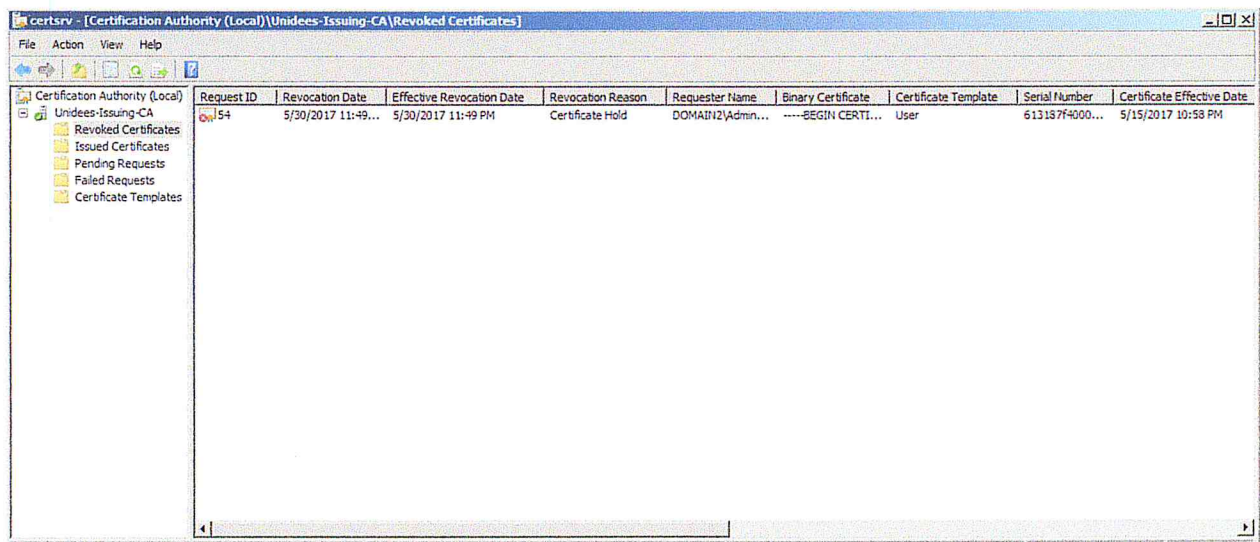 certsrv - [Certification Authority (Local)\Unidees-Issuing-CA\Revoked Certificates]
File Action View Help
Certification Authority (Local)
Unidees-Issuing-CA
Revoked Certificates
Issued Certificates
Pending Requests
Failed Requests
Certificate Templates
Request ID Revocation Date Effective Revocation Date Revocation Reason Requester Name Binary Certificate Certificate Template Serial Number Certificate Effective Date
54 5/30/2017 11:49... 5/30/2017 11:49 PM Certificate Hold DOMAIN2\Admin... -----BEGIN CERTI... User 613187f4000... 5/15/2017 10:58 PM